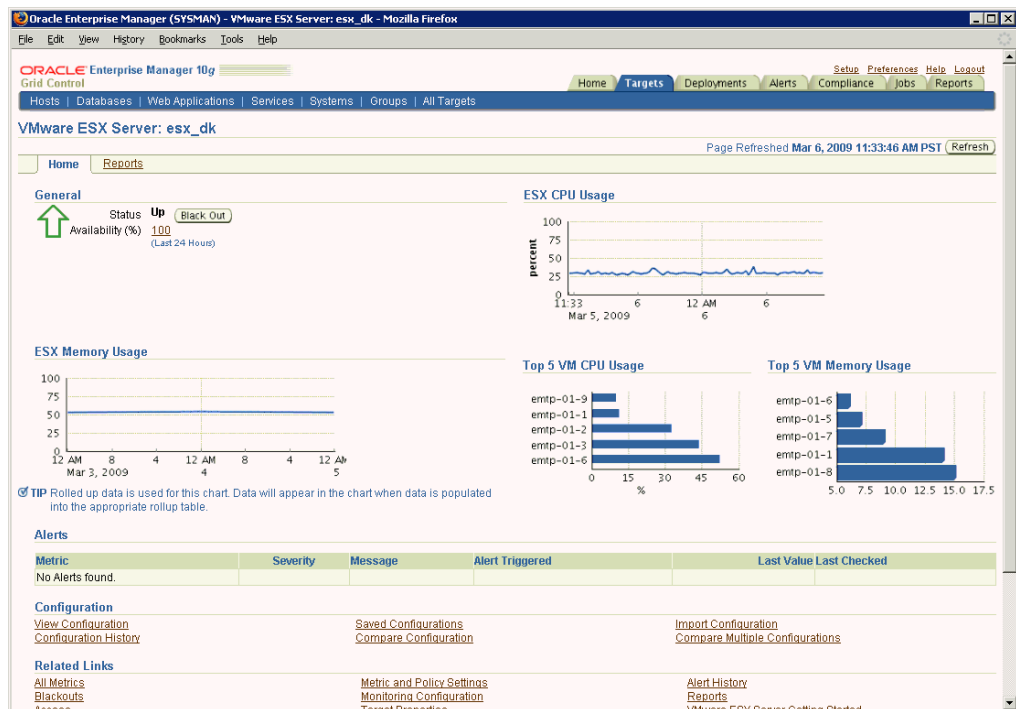 Oracle Enterprise Manager (SYSMAN) - VMware ESX Server: esx_dk - Mozilla Firefox
File Edit View History Bookmarks Tools Help
ORACLE Enterprise Manager 10g
Grid Control
Setup Preferences Help Logout
Home Targets Deployments Alerts Compliance Jobs Reports
Hosts | Databases | Web Applications | Services | Systems | Groups | All Targets
VMware ESX Server: esx_dk
Page Refreshed Mar 6, 2009 11:33:46 AM PST Refresh
Home Reports
General
Status Up Black Out
Availability (%) 100
(Last 24 Hours)
ESX CPU Usage
100
75
50
25
0
percent
11:33 6 12 AM 6
Mar 5, 2009 6
ESX Memory Usage
100
75
50
25
0
12 AM 8 4 12 AM 8 4 12 AM
Mar 3, 2009 4 5
TIP Rolled up data is used for this chart. Data will appear in the chart when data is populated
into the appropriate rollup table.
Top 5 VM CPU Usage
emtp-01-9
emtp-01-1
emtp-01-2
emtp-01-3
emtp-01-6
0 15 30 45 60
%
Top 5 VM Memory Usage
emtp-01-6
emtp-01-5
emtp-01-7
emtp-01-1
emtp-01-8
5.0 7.5 10.0 12.5 15.0 17.5
Alerts
Metric Severity Message Alert Triggered Last Value Last Checked
No Alerts found.
Configuration
View Configuration Saved Configurations Import Configuration
Configuration History Compare Configuration Compare Multiple Configurations
Related Links
All Metrics Metric and Policy Settings Alert History
Blackouts Monitoring Configuration Reports
Access Target Properties VMware ESX Server Getting Started